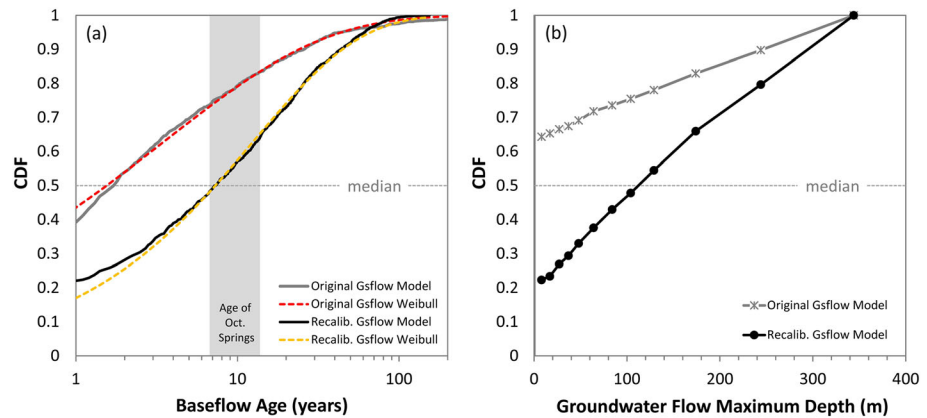 (a)
CDF
1
0.9
0.8
0.7
0.6
0.5
0.4
0.3
0.2
0.1
0
median
Age of
Oct.
Springs
Original Gsflow Model
Original Gsflow Weibull
Recalib. Gsflow Model
Recalib. Gsflow Weibull
1
10
100
Baseflow Age (years)
(b)
CDF
1
0.9
0.8
0.7
0.6
0.5
0.4
0.3
0.2
0.1
0
median
Original Gsflow Model
Recalib. Gsflow Model
0
100
200
300
400
Groundwater Flow Maximum Depth (m)